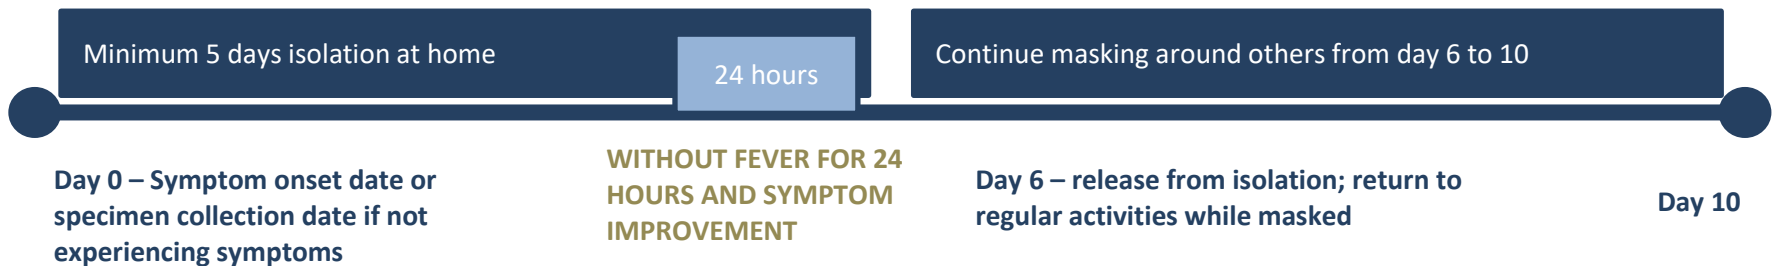 Minimum 5 days isolation at home
24 hours
Continue masking around others from day 6 to 10
Day 0 – Symptom onset date or
specimen collection date if not
experiencing symptoms
WITHOUT FEVER FOR 24
HOURS AND SYMPTOM
IMPROVEMENT
Day 6 – release from isolation; return to
regular activities while masked
Day 10